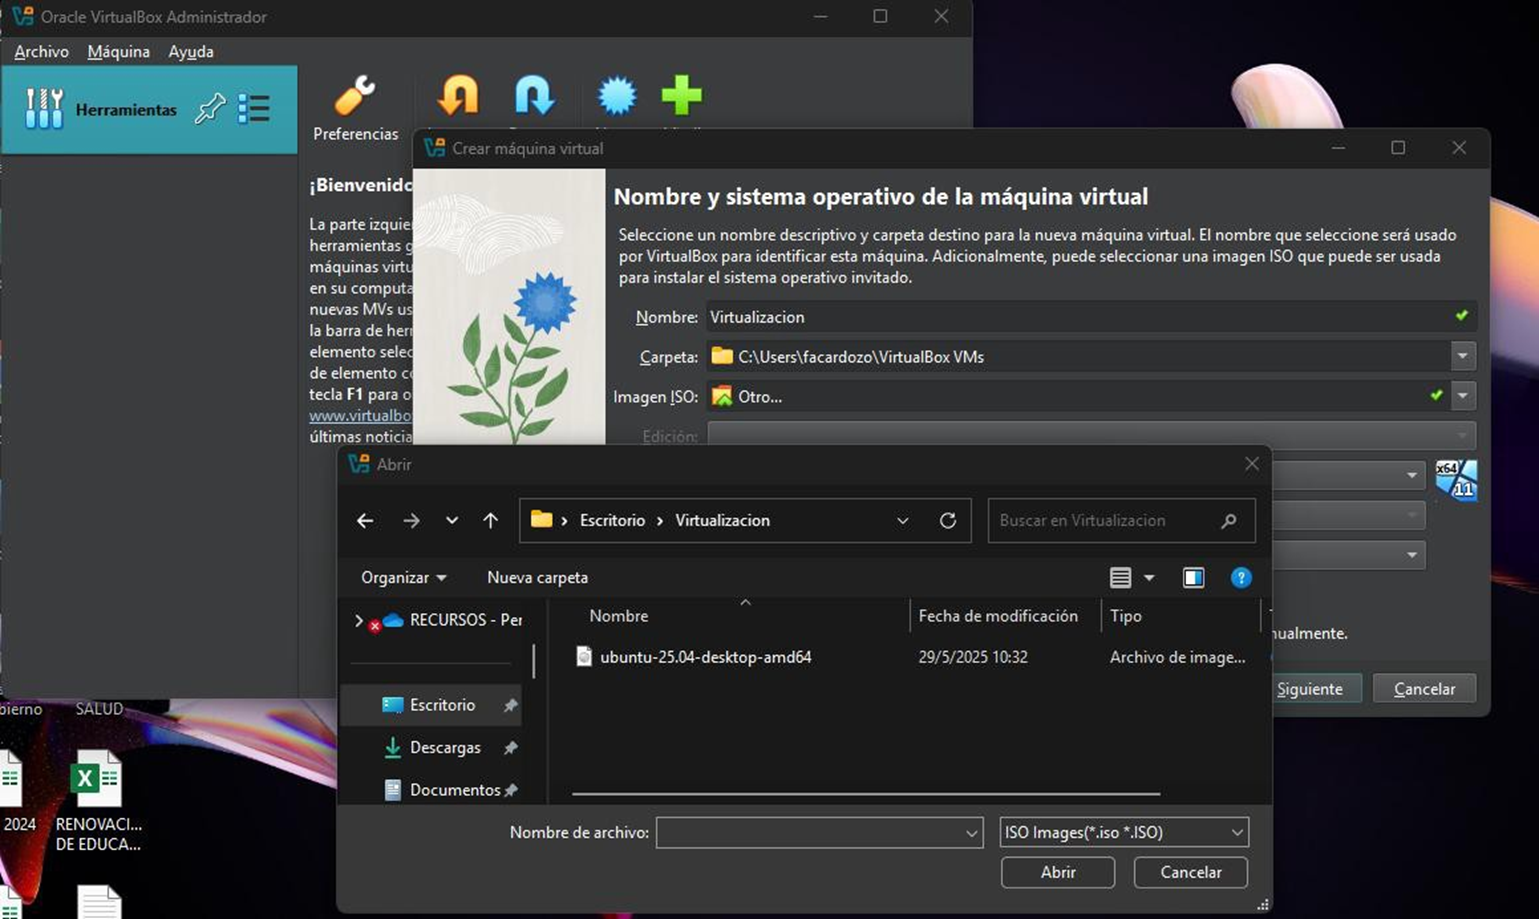 Oracle VirtualBox Administrador
Archivo Máquina Ayuda
Herramientas
Preferencias
¡Bienvenido
La parte izquie
herramientas g
máquinas virtu
en su computa
nuevas MVs us
la barra de herr
elemento selec
de elemento co
tecla F1 para o
www.virtualbo
últimas noticia
Crear máquina virtual
Nombre y sistema operativo de la máquina virtual
Seleccione un nombre descriptivo y carpeta destino para la nueva máquina virtual. El nombre que seleccione será usado
por VirtualBox para identificar esta máquina. Adicionalmente, puede seleccionar una imagen ISO que puede ser usada
para instalar el sistema operativo invitado.
Nombre: Virtualizacion
Carpeta: C:\Users\facardozo\VirtualBox VMs
Imagen ISO: Otro...
Edición:
x64
11
nualmente.
Siguiente Cancelar
Abrir
Escritorio > Virtualizacion
Buscar en Virtualizacion
Organizar Nueva carpeta
RECURSOS - Per
Escritorio
Descargas
Documentos
Nombre Fecha de modificación Tipo
ubuntu-25.04-desktop-amd64 29/5/2025 10:32 Archivo de image...
Nombre de archivo: ISO Images(*.iso *.ISO)
Abrir Cancelar
bierno SALUD
2024 RENOVACI...
DE EDUCA...